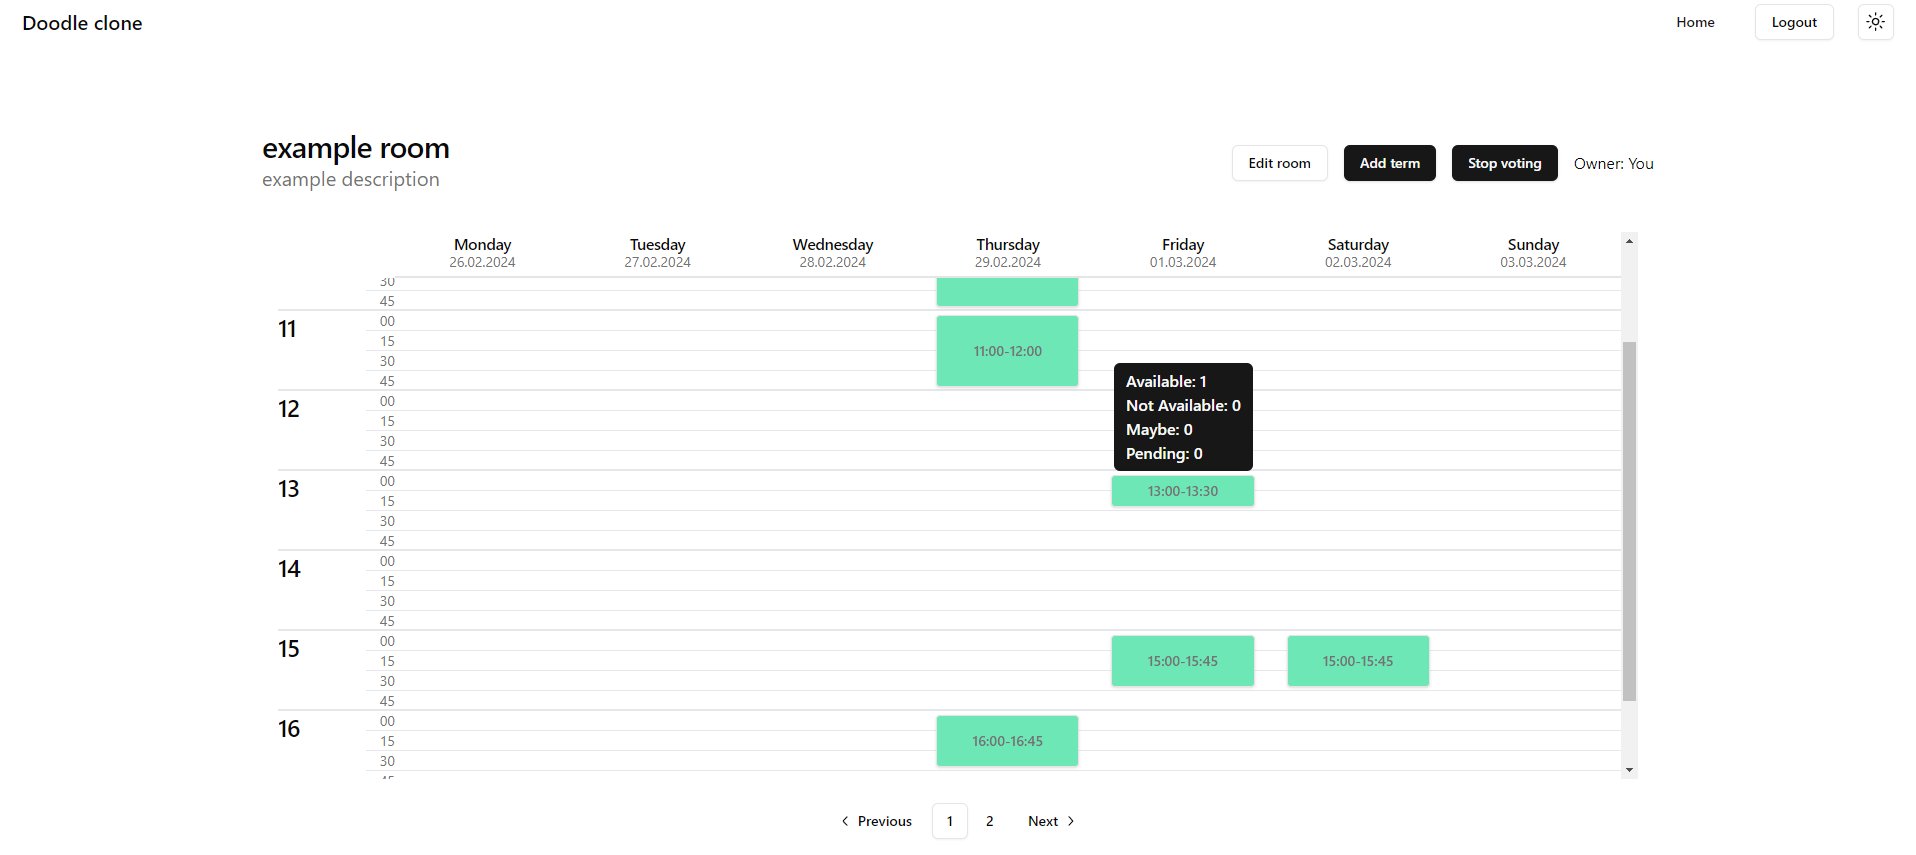 Doodle clone
Home
Logout
example room
example description
Edit room
Add term
Stop voting
Owner: You
Monday
26.02.2024
Tuesday
27.02.2024
Wednesday
28.02.2024
Thursday
29.02.2024
Friday
01.03.2024
Saturday
02.03.2024
Sunday
03.03.2024
30
45
11
00
15
30
45
11:00-12:00
12
00
15
30
45
Available: 1
Not Available: 0
Maybe: 0
Pending: 0
13
00
15
30
45
13:00-13:30
14
00
15
30
45
15
00
15
30
45
15:00-15:45
15:00-15:45
16
00
15
30
45
16:00-16:45
Previous
1
2
Next